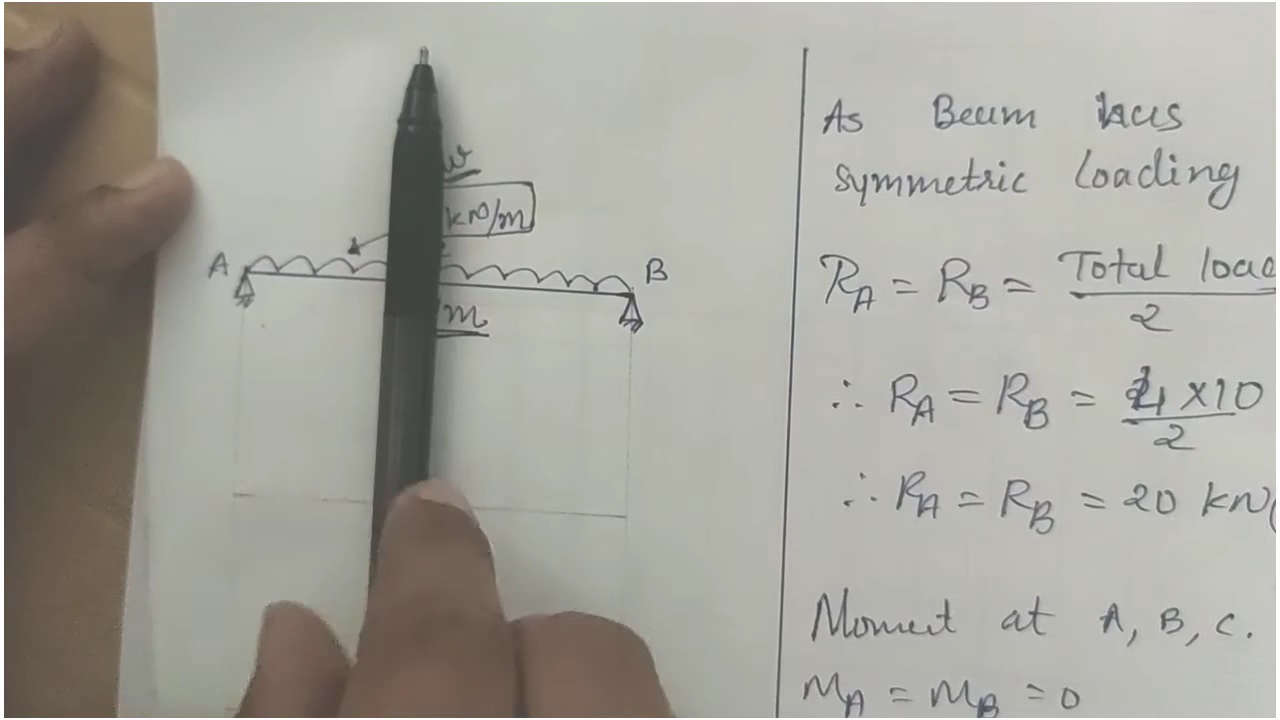 w
kN/m
A
B
m
As Beam has
symmetric loading
RA = RB = Total load
2
∴ RA = RB = 4 ×10
2
∴ RA = RB = 20 kN
Moment at A, B, C.
MA = MB = 0